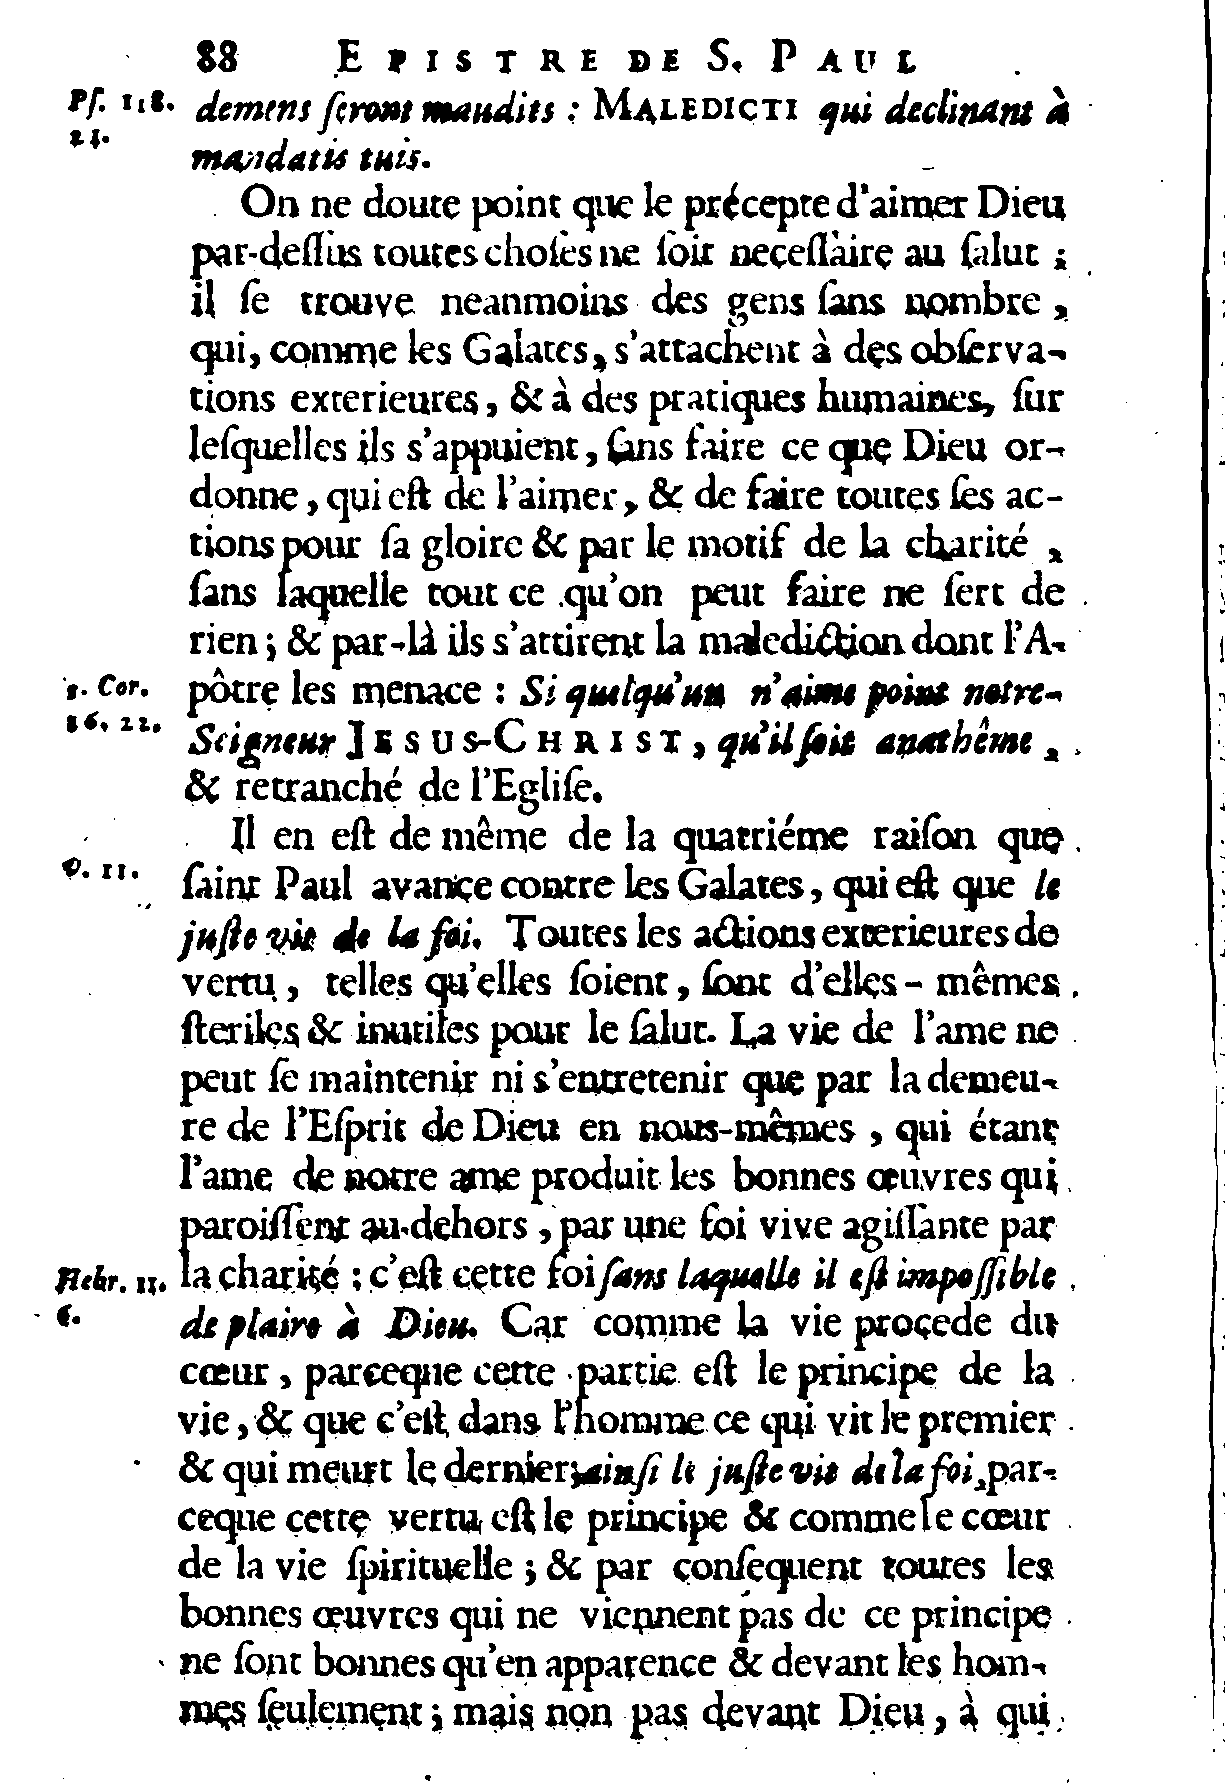 88 EPISTRE DE S. PAUL
Ps. 118. demens ſeront maudits : MALEDICTI qui declinant à
21. mandatis tuis.
On ne doute point que le précepte d'aimer Dieu
par-deſſus toutes choſes ne ſoit neceſſaire au ſalut ;
il ſe trouve neanmoins des gens ſans nombre ,
qui, comme les Galates, s'attachent à des obſerva-
tions exterieures, & à des pratiques humaines, ſur
leſquelles ils s'appuient, ſans faire ce que Dieu or-
donne, qui eſt de l'aimer, & de faire toutes ſes ac-
tions pour ſa gloire & par le motif de la charité ,
ſans laquelle tout ce qu'on peut faire ne ſert de
rien ; & par-là ils s'attirent la malediction dont l'A-
1. Cor. pôtre les menace : Si quelqu'un n'aime point notre-
16. 22. Seigneur JESUS-CHRIST, qu'il ſoit anathême ,
& retranché de l'Egliſe.
Il en eſt de même de la quatriéme raiſon que
v. 11. ſaint Paul avance contre les Galates, qui eſt que le
juſte vit de la foi. Toutes les actions exterieures de
vertu, telles qu'elles ſoient, ſont d'elles-mêmes
ſteriles & inutiles pour le ſalut. La vie de l'ame ne
peut ſe maintenir ni s'entretenir que par la demeu-
re de l'Eſprit de Dieu en nous-mêmes , qui étant
l'ame de notre ame produit les bonnes œuvres qui
paroiſſent au-dehors , par une foi vive agiſſante par
Hebr. 11. la charité ; c'eſt cette foi ſans laquelle il eſt impoſſible
6. de plaire à Dieu. Car comme la vie procede du
cœur , parceque cette partie eſt le principe de la
vie, & que c'eſt dans l'homme ce qui vit le premier
& qui meurt le dernier; ainſi le juſte vit de la foi, par-
ceque cette vertu eſt le principe & comme le cœur
de la vie ſpirituelle ; & par conſequent toutes les
bonnes œuvres qui ne viennent pas de ce principe
ne ſont bonnes qu'en apparence & devant les hom-
mes ſeulement ; mais non pas devant Dieu, à qui